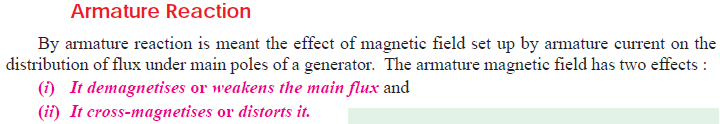 Armature Reaction
By armature reaction is meant the effect of magnetic field set up by armature current on the
distribution of flux under main poles of a generator. The armature magnetic field has two effects :
(i) It demagnetises or weakens the main flux and
(ii) It cross-magnetises or distorts it.